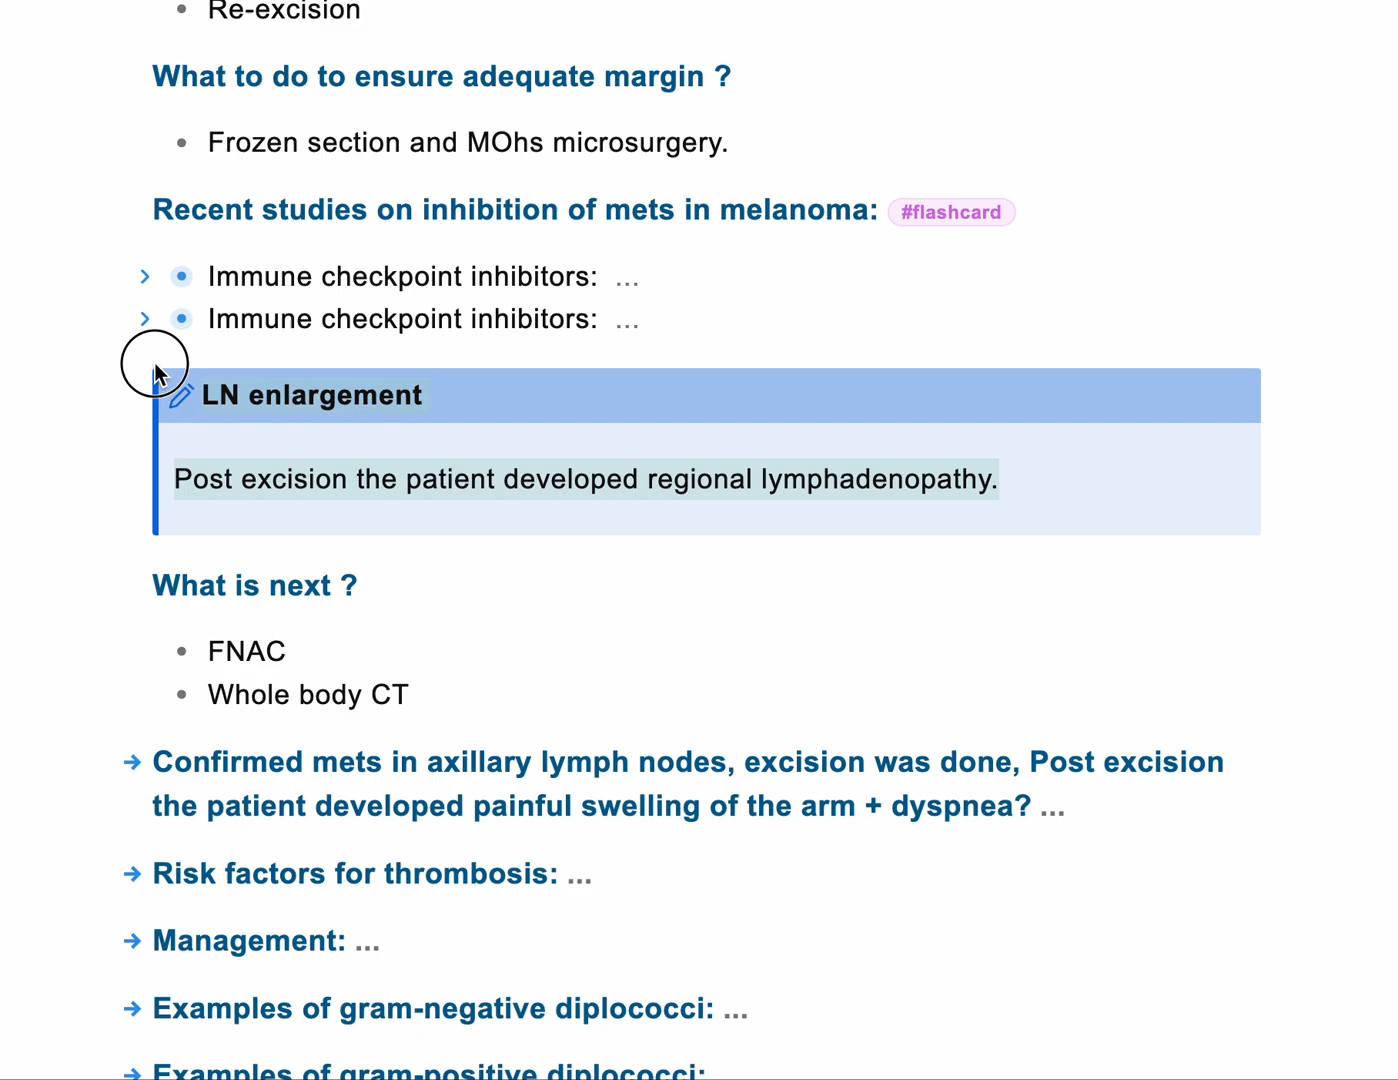 Re-excision
What to do to ensure adequate margin ?
Frozen section and MOhs microsurgery.
Recent studies on inhibition of mets in melanoma: #flashcard
Immune checkpoint inhibitors: ...
Immune checkpoint inhibitors: ...
LN enlargement
Post excision the patient developed regional lymphadenopathy.
What is next ?
FNAC
Whole body CT
Confirmed mets in axillary lymph nodes, excision was done, Post excision
the patient developed painful swelling of the arm + dyspnea? ...
Risk factors for thrombosis: ...
Management: ...
Examples of gram-negative diplococci: ...
Examples of gram-positive diplococci: